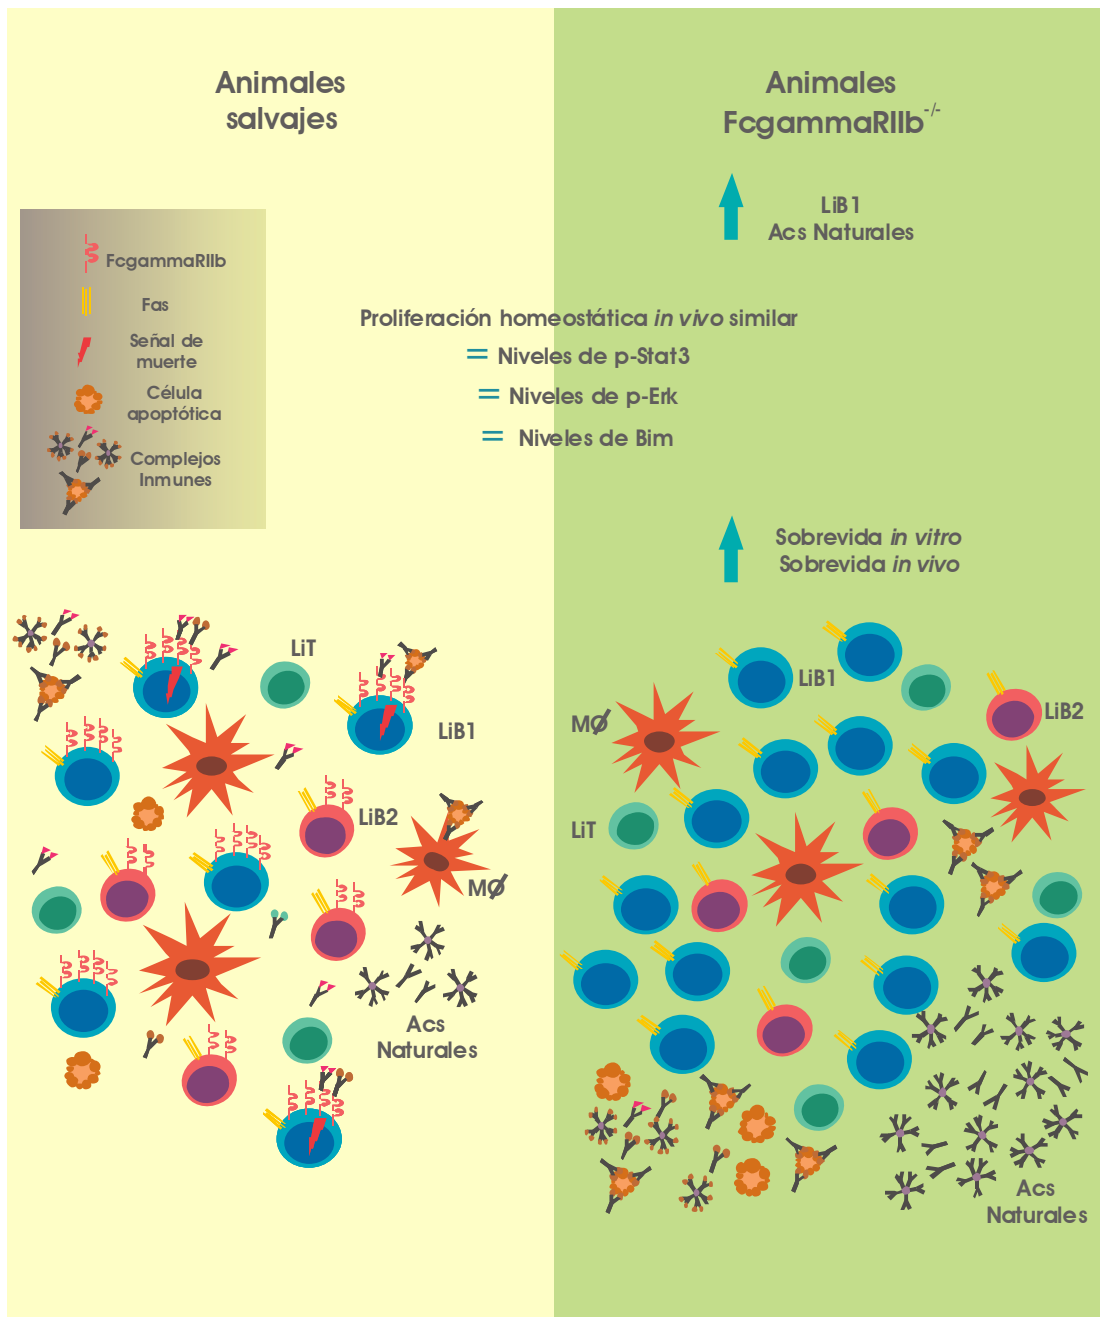 Animales
salvajes
Animales
FcgammaRIIb-/-
LiB1
Acs Naturales
FcgammaRIIb
Fas
Señal de
muerte
Célula
apoptótica
Complejos
Inmunes
Proliferación homeostática in vivo similar
= Niveles de p-Stat3
= Niveles de p-Erk
= Niveles de Bim
Sobrevida in vitro
Sobrevida in vivo
LiT
LiB1
LiB2
MØ
Acs
Naturales
LiB1
LiB2
MØ
LiT
Acs
Naturales